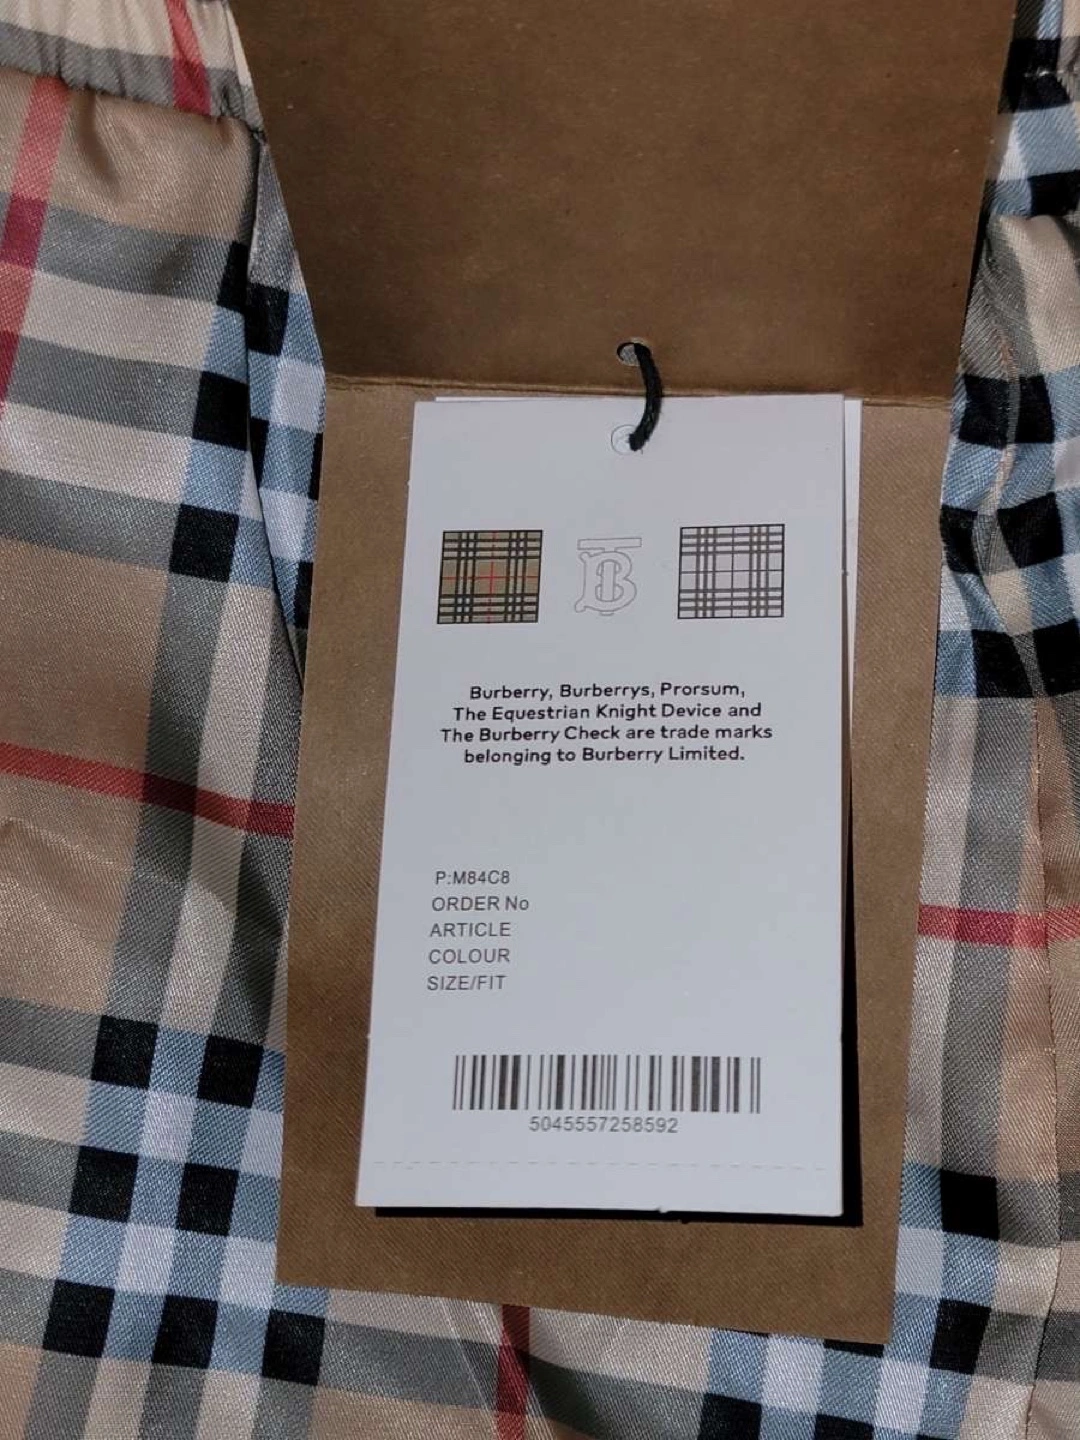 Burberry, Burberrys, Prorsum,
The Equestrian Knight Device and
The Burberry Check are trade marks
belonging to Burberry Limited.
P:M84C8
ORDER No
ARTICLE
COLOUR
SIZE/FIT
5045557258592